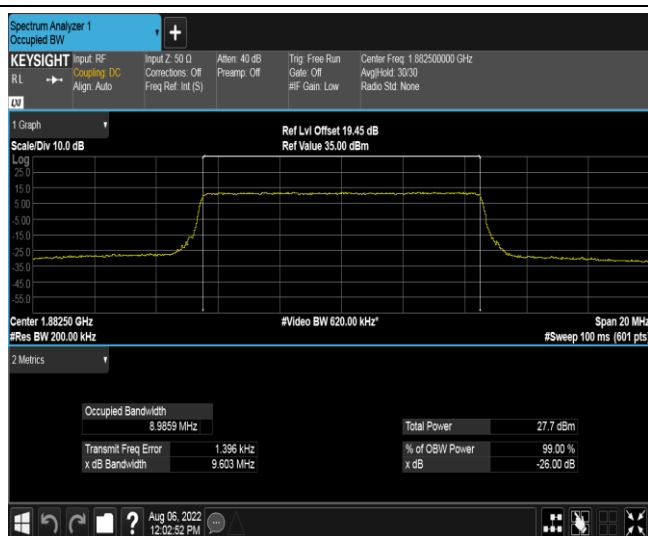 Spectrum Analyzer 1
Occupied BW
+
KEYSIGHT Input: RF Input Z: 50 Ω Atten: 40 dB Trig: Free Run Center Freq: 1.882500000 GHz
RL Coupling: DC Corrections: Off Preamp: Off Gate: Off Avg|Hold: 30/30
Align: Auto Freq Ref: Int (S) #IF Gain: Low Radio Std: None
LXI
1 Graph Ref Lvl Offset 19.45 dB
Scale/Div 10.0 dB Ref Value 35.00 dBm
Log
25.0
15.0
5.00
-5.00
-15.0
-25.0
-35.0
-45.0
-55.0
Center 1.88250 GHz #Video BW 620.00 kHz* Span 20 MHz
#Res BW 200.00 kHz #Sweep 100 ms (601 pts)
2 Metrics
Occupied Bandwidth
8.9859 MHz Total Power 27.7 dBm
Transmit Freq Error 1.396 kHz % of OBW Power 99.00 %
x dB Bandwidth 9.603 MHz x dB -26.00 dB
? Aug 06, 2022
12:02:52 PM